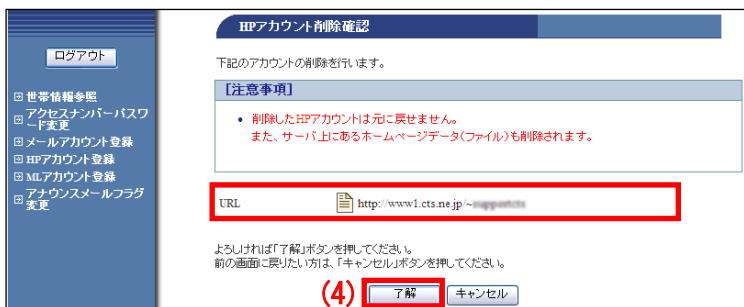 HPアカウント削除確認
ログアウト
下記のアカウントの削除を行います。
[注意事項]
世帯情報参照
アクセスナンバーパスワ
ード変更
メールアカウント登録
HPアカウント登録
MLアカウント登録
アナウンスメールフラグ
変更
• 削除したHPアカウントは元に戻せません。
また、サーバ上にあるホームページデータ(ファイル)も削除されます。
URL http://www1.cts.ne.jp/~
よろしければ「了解」ボタンを押してください。
前の画面に戻りたい方は、「キャンセル」ボタンを押してください。
(4) 了解 キャンセル